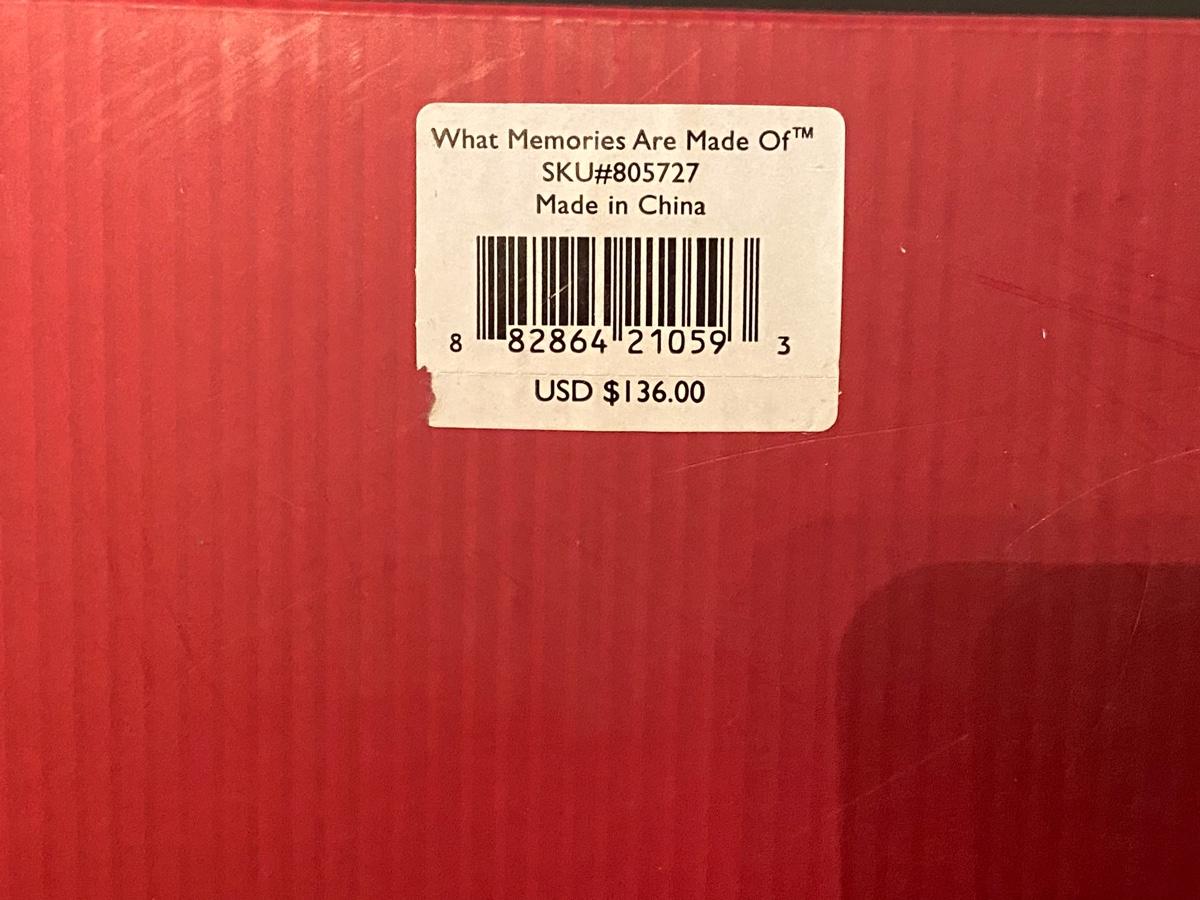 What Memories Are Made Of™
SKU#805727
Made in China
8 82864 21059 3
USD $136.00